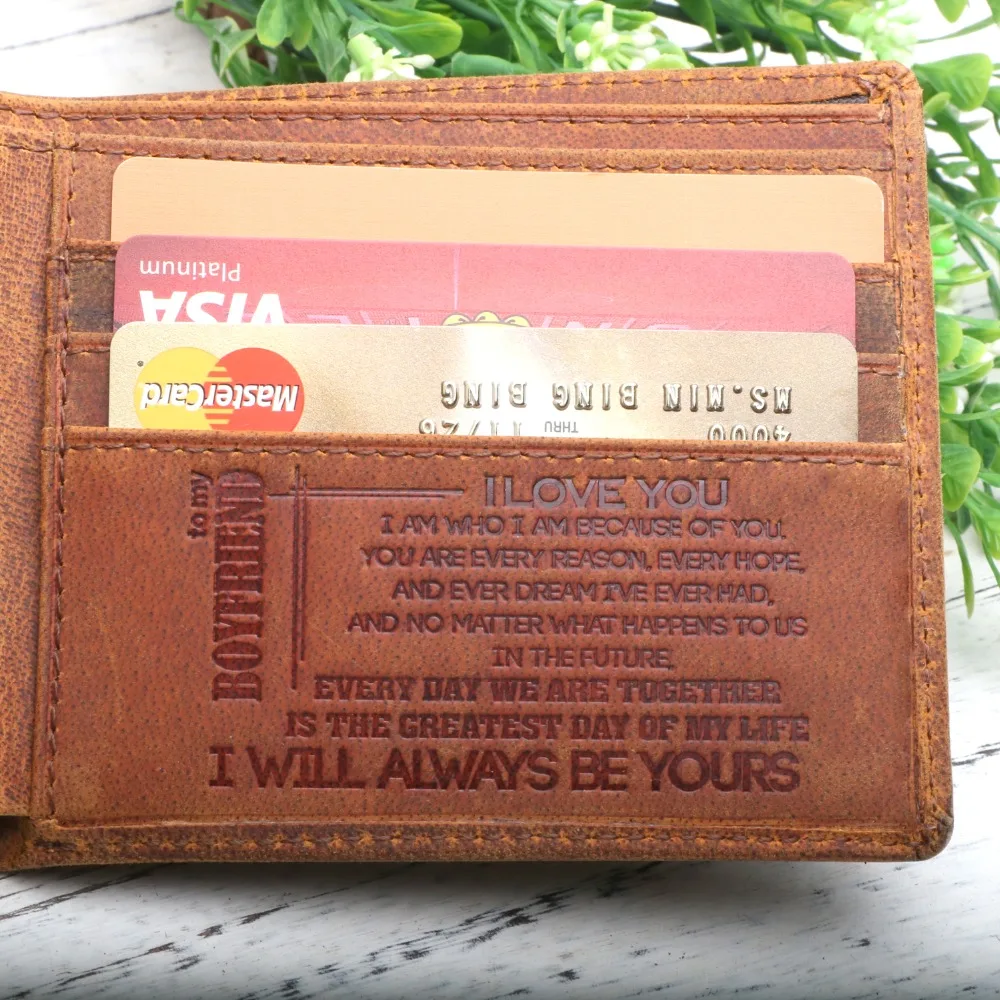 Platinum
VISA
MasterCard
MS.MIN BING BING
THRU 11/26
4000
to my
BOYFRIEND
I LOVE YOU
I AM WHO I AM BECAUSE OF YOU.
YOU ARE EVERY REASON, EVERY HOPE,
AND EVER DREAM I'VE EVER HAD,
AND NO MATTER WHAT HAPPENS TO US
IN THE FUTURE,
EVERY DAY WE ARE TOGETHER
IS THE GREATEST DAY OF MY LIFE
I WILL ALWAYS BE YOURS